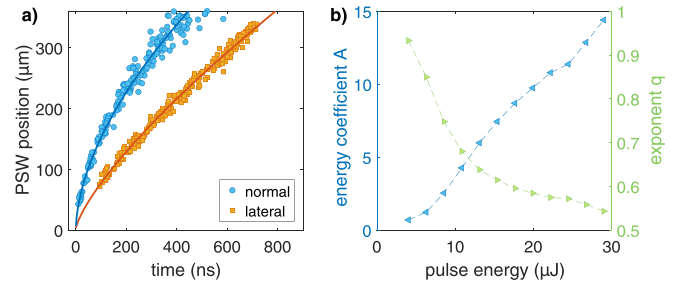 a)
PSW position (µm)
300
200
100
0
0
200
400
600
800
time (ns)
normal
lateral
b)
energy coefficient A
15
10
5
0
0
10
20
30
pulse energy (µJ)
1
0.9
0.8
0.7
0.6
0.5
exponent q